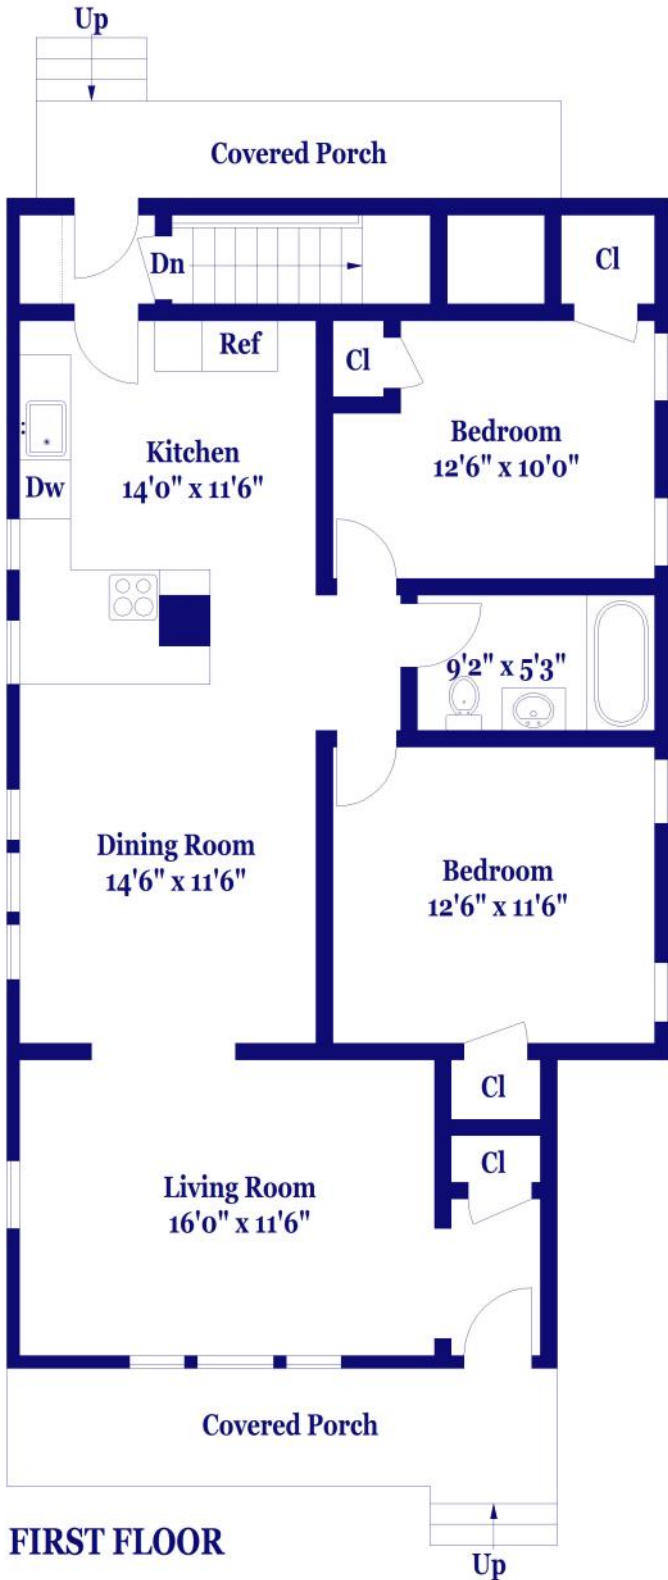 Up
Covered Porch
Dn
Cl
Ref
Cl
Kitchen
14'0" x 11'6"
Bedroom
12'6" x 10'0"
Dw
9'2" x 5'3"
Dining Room
14'6" x 11'6"
Bedroom
12'6" x 11'6"
Cl
Cl
Living Room
16'0" x 11'6"
Covered Porch
FIRST FLOOR
Up